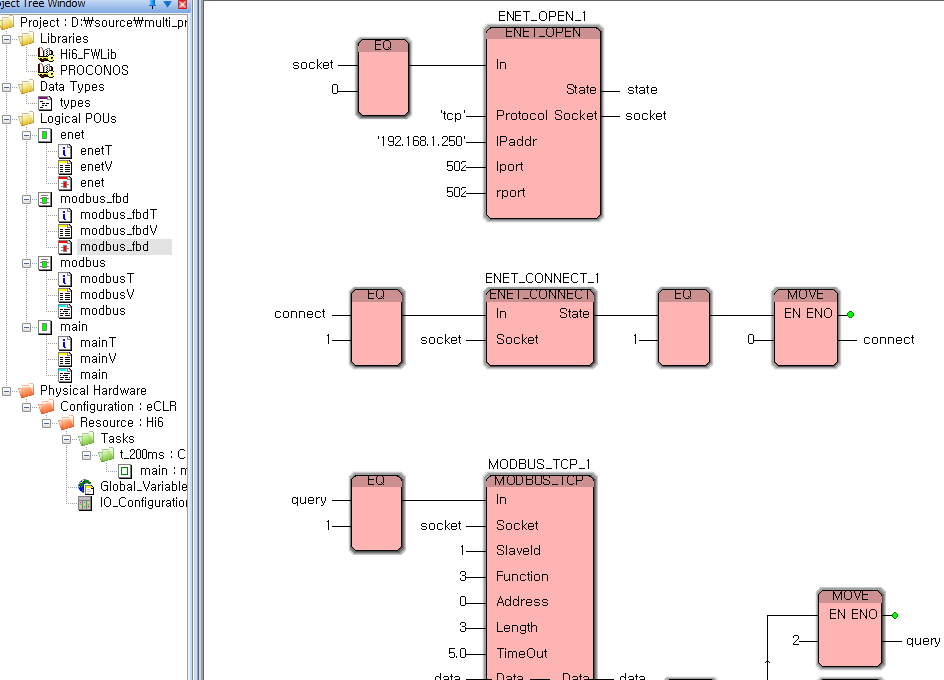 oject Tree Window
Project : D:₩source₩multi_pr
Libraries
Hi6_FWLib
PROCONOS
Data Types
types
Logical POUs
enet
enetT
enetV
enet
modbus_fbd
modbus_fbdT
modbus_fbdV
modbus_fbd
modbus
modbusT
modbusV
modbus
main
mainT
mainV
main
Physical Hardware
Configuration : eCLR
Resource : Hi6
Tasks
t_200ms : C
main : m
Global_Variable
IO_Configuration
ENET_OPEN_1
EQ
ENET_OPEN
socket
In
0
State
state
'tcp'
Protocol
Socket
socket
'192.168.1.250'
IPaddr
502
lport
502
rport
ENET_CONNECT_1
EQ
ENET_CONNECT
EQ
MOVE
connect
In
State
EN ENO
1
socket
Socket
1
0
connect
MODBUS_TCP_1
EQ
MODBUS_TCP
query
In
1
socket
Socket
1
SlaveId
3
Function
0
Address
3
Length
5.0
TimeOut
data
Data
Data
data
MOVE
EN ENO
2
query